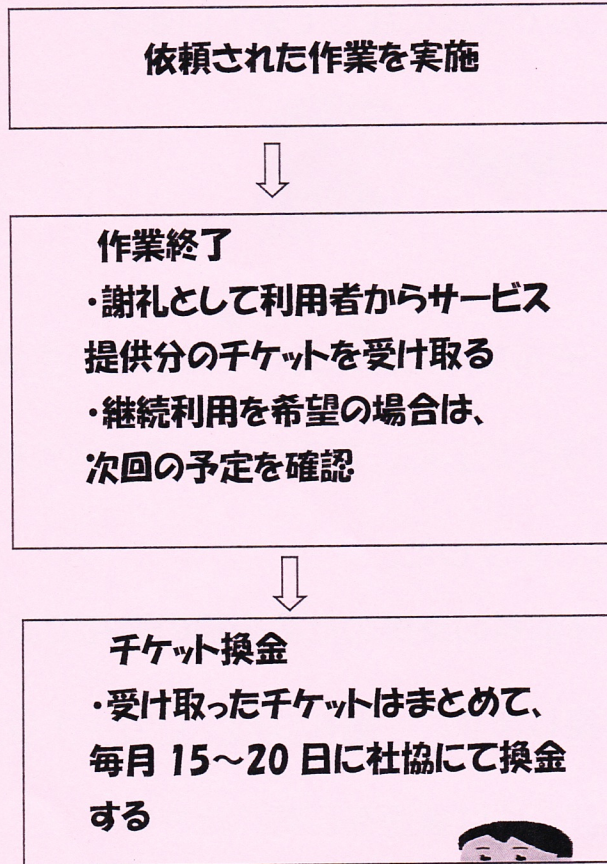 依頼された作業を実施
作業終了
・謝礼として利用者からサービス
提供分のチケットを受け取る
・継続利用を希望の場合は、
次回の予定を確認
チケット換金
・受け取ったチケットはまとめて、
毎月 15～20 日に社協にて換金
する